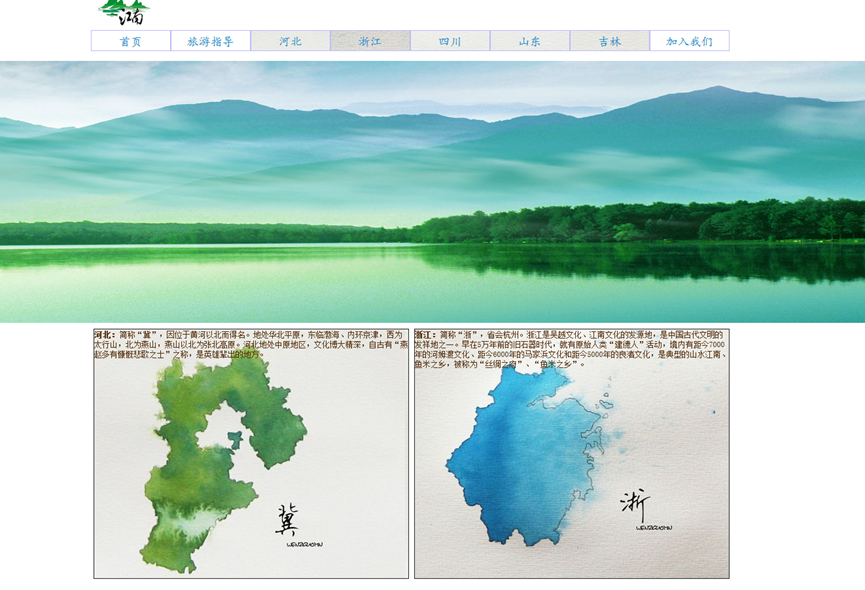 江南
首页 旅游指导 河北 浙江 四川 山东 吉林 加入我们
河北：简称“冀”，因位于黄河以北而得名。地处华北平原，东临渤海、内环京津，西为
太行山，北为燕山，燕山以北为张北高原。河北地处中原地区，文化博大精深，自古有“燕
赵多有慷慨悲歌之士”之称，是英雄辈出的地方。
冀
浙江：简称“浙”，省会杭州。浙江是吴越文化、江南文化的发源地，是中国古代文明的
发祥地之一。早在5万年前的旧石器时代，就有原始人类“建德人”活动，境内有距今7000
年的河姆渡文化、距今6000年的马家浜文化和距今5000年的良渚文化，是典型的山水江南、
鱼米之乡，被称为“丝绸之府”、“鱼米之乡”。
浙